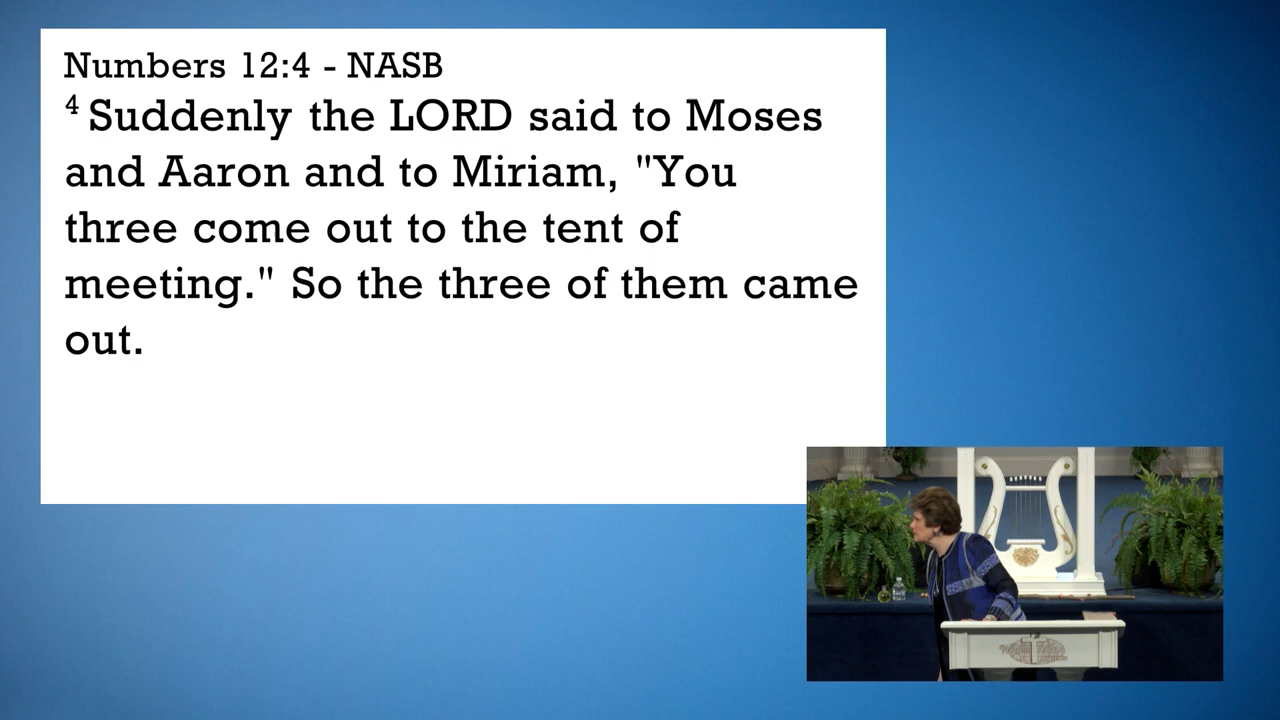 Numbers 12:4 - NASB
4 Suddenly the LORD said to Moses
and Aaron and to Miriam, "You
three come out to the tent of
meeting." So the three of them came
out.